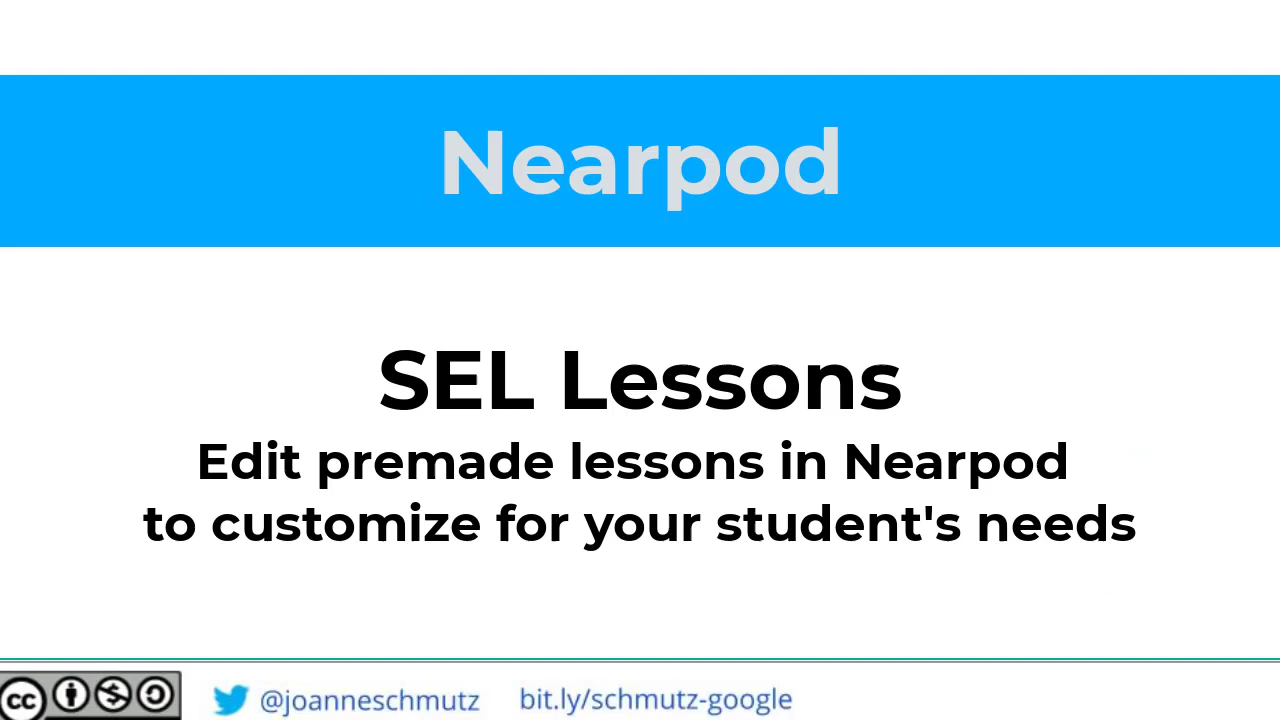 Nearpod
SEL Lessons
Edit premade lessons in Nearpod
to customize for your student's needs
cc
@joanneschmutz
bit.ly/schmutz-google